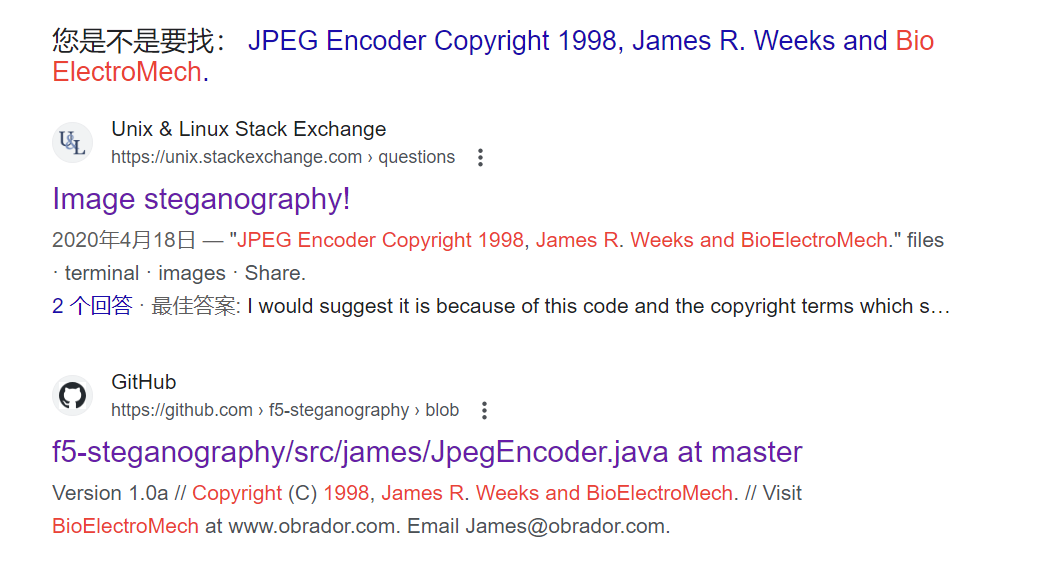 您是不是要找： JPEG Encoder Copyright 1998, James R. Weeks and Bio
ElectroMech.
U&L
Unix & Linux Stack Exchange
https://unix.stackexchange.com › questions
Image steganography!
2020年4月18日 — "JPEG Encoder Copyright 1998, James R. Weeks and BioElectroMech." files
· terminal · images · Share.
2 个回答 · 最佳答案: I would suggest it is because of this code and the copyright terms which s…
GitHub
https://github.com › f5-steganography › blob
f5-steganography/src/james/JpegEncoder.java at master
Version 1.0a // Copyright (C) 1998, James R. Weeks and BioElectroMech. // Visit
BioElectroMech at www.obrador.com. Email James@obrador.com.